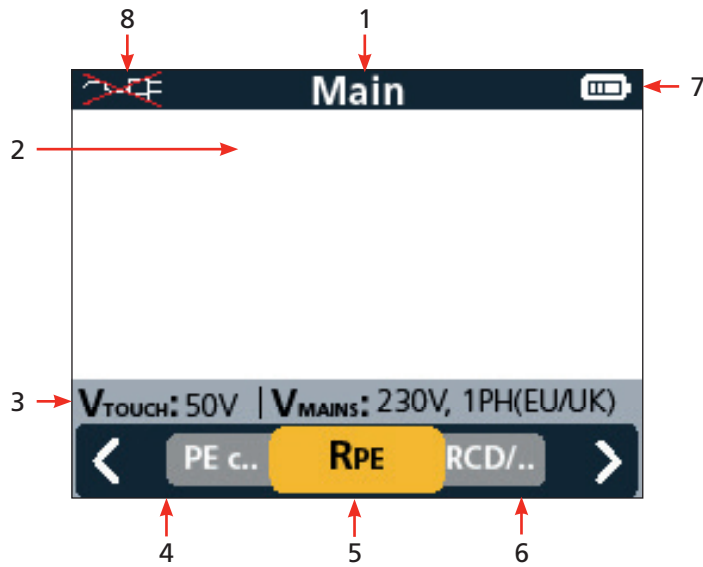 8 1
Main
7
2
3
VTOUCH: 50V | VMAINS: 230V, 1PH(EU/UK)
PE c.. RPE RCD/..
4 5 6